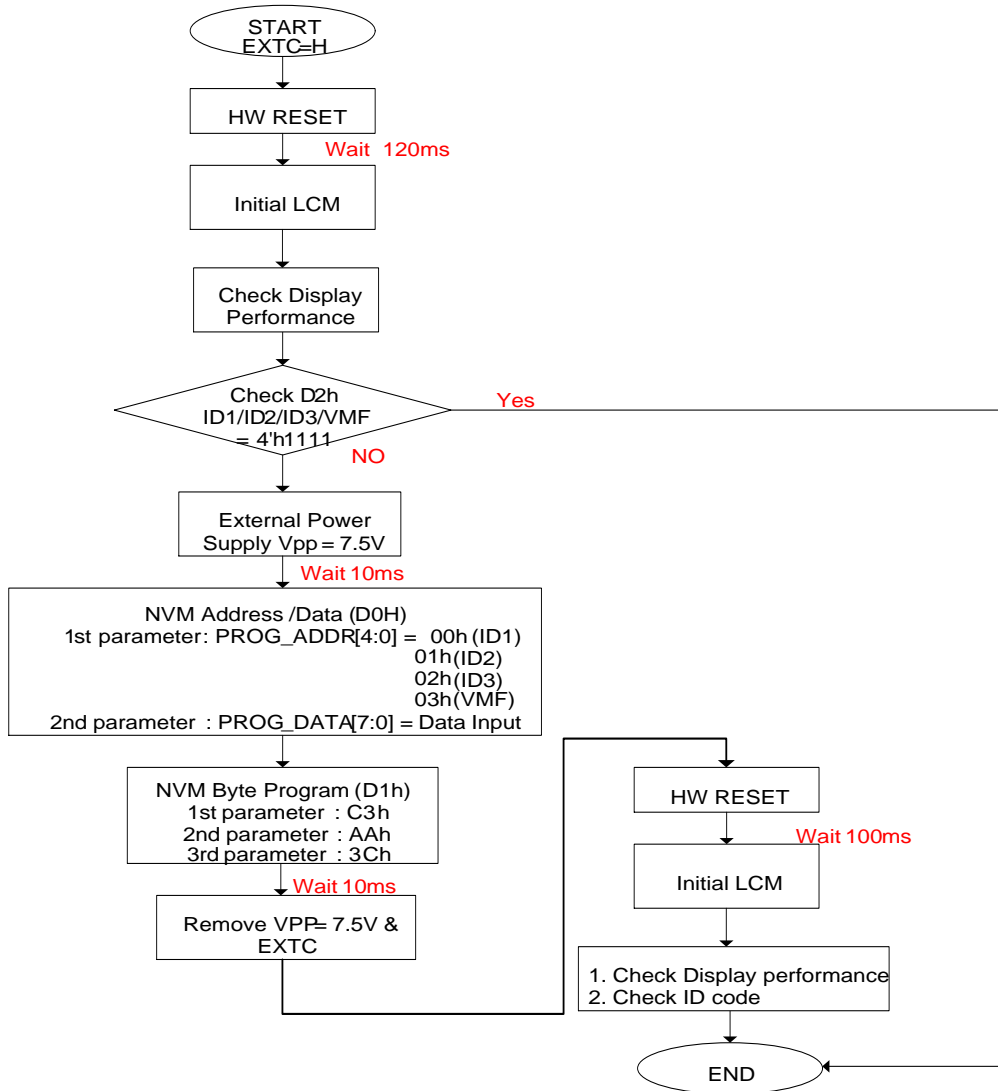 START
EXTC=H
HW RESET
Wait 120ms
Initial LCM
Check Display
Performance
Check D2h
ID1/ID2/ID3/VMF
= 4'h1111
Yes
NO
External Power
Supply Vpp = 7.5V
Wait 10ms
NVM Address /Data (D0H)
1st parameter: PROG_ADDR[4:0] = 00h (ID1)
01h (ID2)
02h (ID3)
03h (VMF)
2nd parameter : PROG_DATA[7:0] = Data Input
NVM Byte Program (D1h)
1st parameter : C3h
2nd parameter : AAh
3rd parameter : 3Ch
Wait 10ms
Remove VPP= 7.5V &
EXTC
HW RESET
Wait 100ms
Initial LCM
1. Check Display performance
2. Check ID code
END